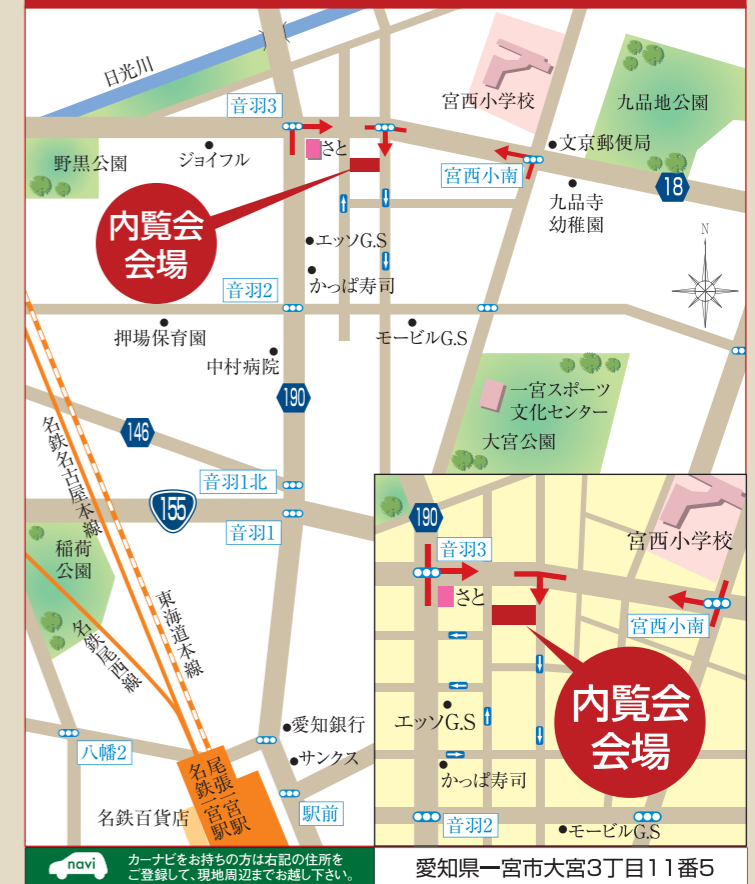 日光川
音羽3
宮西小学校
九品地公園
野黒公園
ジョイフル
さと
文京郵便局
宮西小南
18
九品寺
幼稚園
内覧会
会場
N
エッソG.S
かっぱ寿司
音羽2
押場保育園
モービルG.S
中村病院
190
一宮スポーツ
文化センター
大宮公園
146
名鉄名古屋本線
音羽1北
155
音羽1
稲荷
公園
東海道本線
名鉄尾西線
愛知銀行
八幡2
サンクス
尾張一宮駅
名鉄一宮駅
名鉄百貨店
駅前
190
音羽3
宮西小学校
さと
宮西小南
内覧会
会場
エッソG.S
かっぱ寿司
音羽2
モービルG.S
navi
カーナビをお持ちの方は右記の住所を
ご登録して、現地周辺までお越し下さい。
愛知県一宮市大宮3丁目11番5